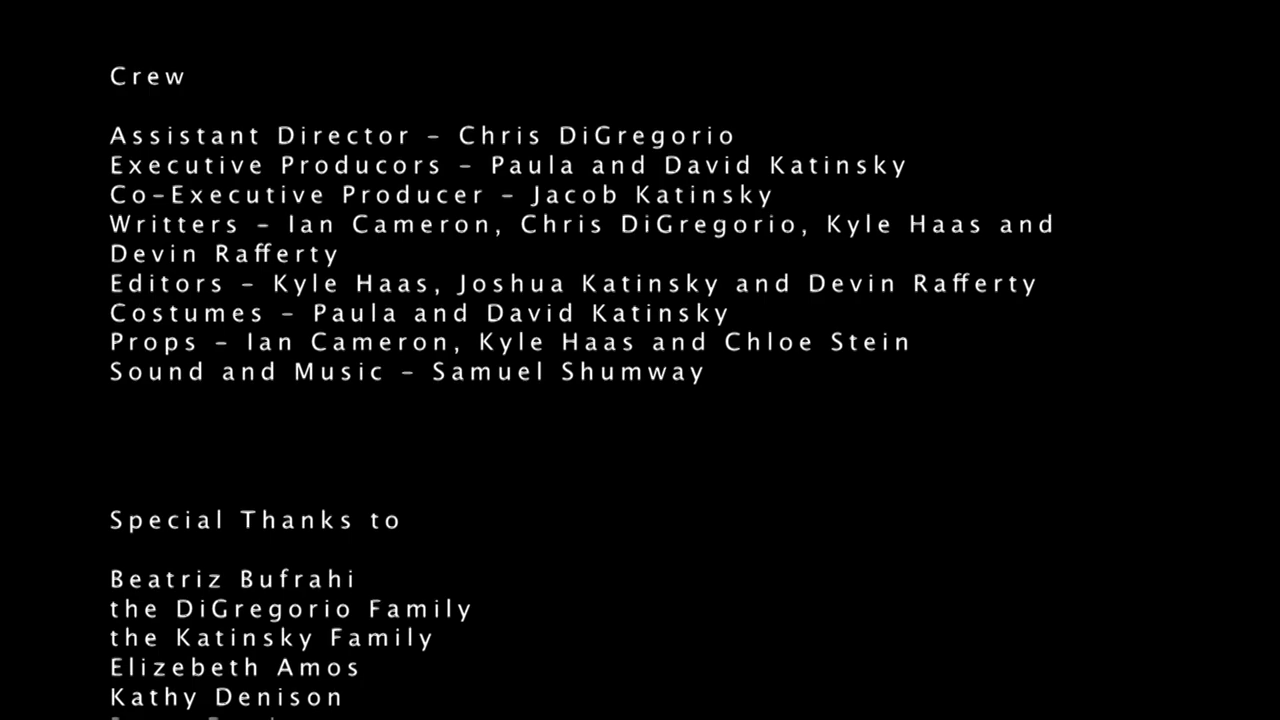 Crew
Assistant Director – Chris DiGregorio
Executive Producors – Paula and David Katinsky
Co-Executive Producer – Jacob Katinsky
Writters – Ian Cameron, Chris DiGregorio, Kyle Haas and
Devin Rafferty
Editors – Kyle Haas, Joshua Katinsky and Devin Rafferty
Costumes – Paula and David Katinsky
Props – Ian Cameron, Kyle Haas and Chloe Stein
Sound and Music – Samuel Shumway
Special Thanks to
Beatriz Bufrahi
the DiGregorio Family
the Katinsky Family
Elizebeth Amos
Kathy Denison